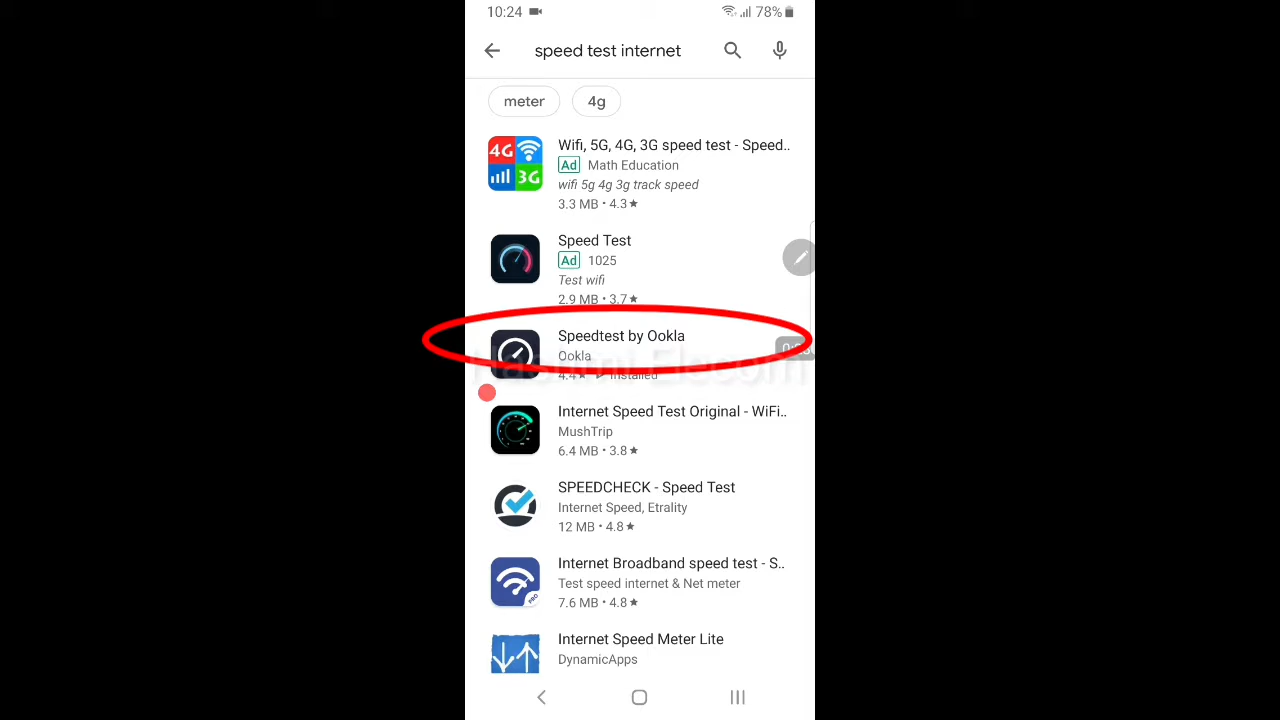 10:24 78%
speed test internet
meter 4g
4G 3G
Wifi, 5G, 4G, 3G speed test - Speed..
Ad Math Education
wifi 5g 4g 3g track speed
3.3 MB • 4.3★
Speed Test
Ad 1025
Test wifi
2.9 MB • 3.7★
Speedtest by Ookla
Ookla
4.4★ Installed
Internet Speed Test Original - WiFi..
MushTrip
6.4 MB • 3.8★
SPEEDCHECK - Speed Test
Internet Speed, Etrality
12 MB • 4.8★
Internet Broadband speed test - S..
Test speed internet & Net meter
PRO
7.6 MB • 4.8★
Internet Speed Meter Lite
DynamicApps